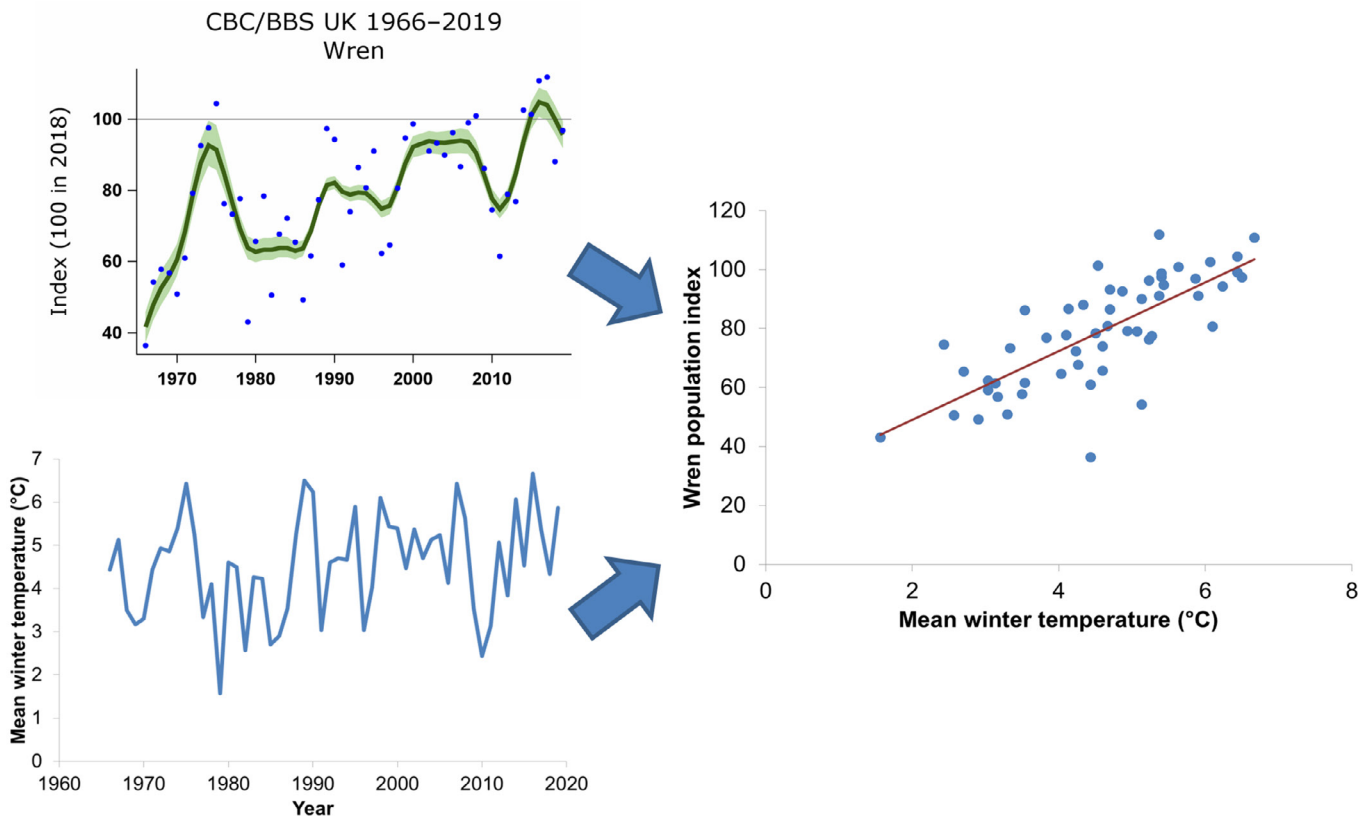 CBC/BBS UK 1966–2019
Wren
Index (100 in 2018)
100
80
60
40
1970 1980 1990 2000 2010
Mean winter temperature (°C)
7
6
5
4
3
2
1
0
1960 1970 1980 1990 2000 2010 2020
Year
Wren population index
120
100
80
60
40
20
0
0 2 4 6 8
Mean winter temperature (°C)